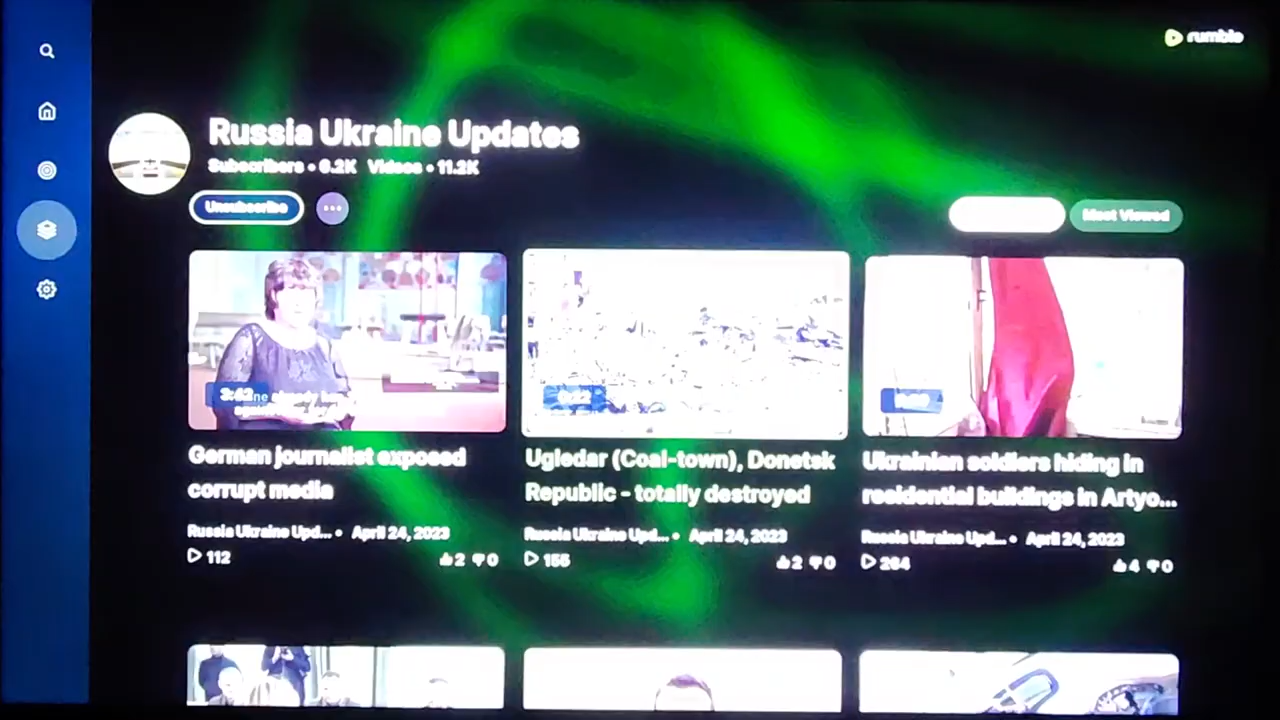 rumble
Russia Ukraine Updates
Subscribers • 6.2K Videos • 11.2K
Unsubscribe
Most Viewed
German journalist exposed
corrupt media
Russia Ukraine Upd... • April 24, 2023
112
2 0
Ugledar (Coal-town), Donetsk
Republic - totally destroyed
Russia Ukraine Upd... • April 24, 2023
155
2 0
Ukrainian soldiers hiding in
residential buildings in Artyo...
Russia Ukraine Upd... • April 24, 2023
264
4 0